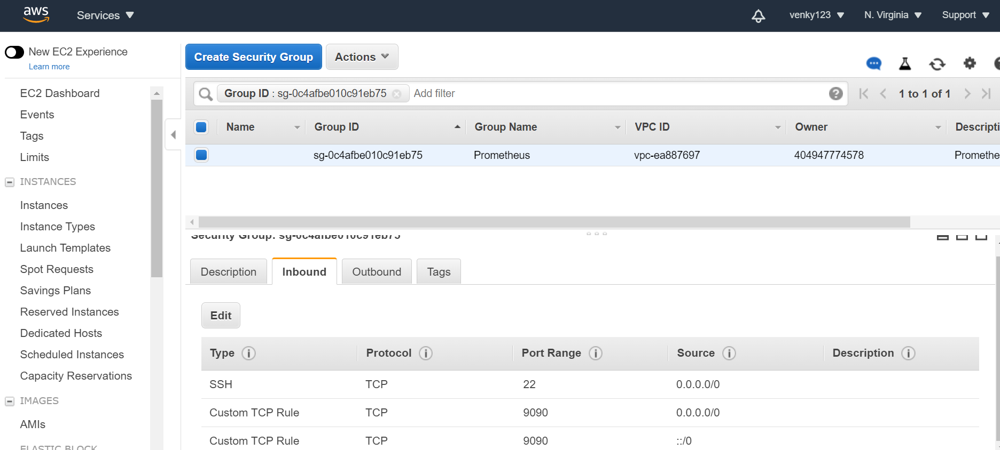 aws Services venky123 N. Virginia Support
New EC2 Experience
Learn more
EC2 Dashboard
Events
Tags
Limits
INSTANCES
Instances
Instance Types
Launch Templates
Spot Requests
Savings Plans
Reserved Instances
Dedicated Hosts
Scheduled Instances
Capacity Reservations
IMAGES
AMIs
ELASTIC BLOCK
Create Security Group Actions
Group ID : sg-0c4afbe010c91eb75 Add filter 1 to 1 of 1
Name Group ID Group Name VPC ID Owner Descripti
sg-0c4afbe010c91eb75 Prometheus vpc-ea887697 404947774578 Promethe
Security Group: sg-0c4afbe010c91eb75
Description Inbound Outbound Tags
Edit
Type Protocol Port Range Source Description
SSH TCP 22 0.0.0.0/0
Custom TCP Rule TCP 9090 0.0.0.0/0
Custom TCP Rule TCP 9090 ::/0